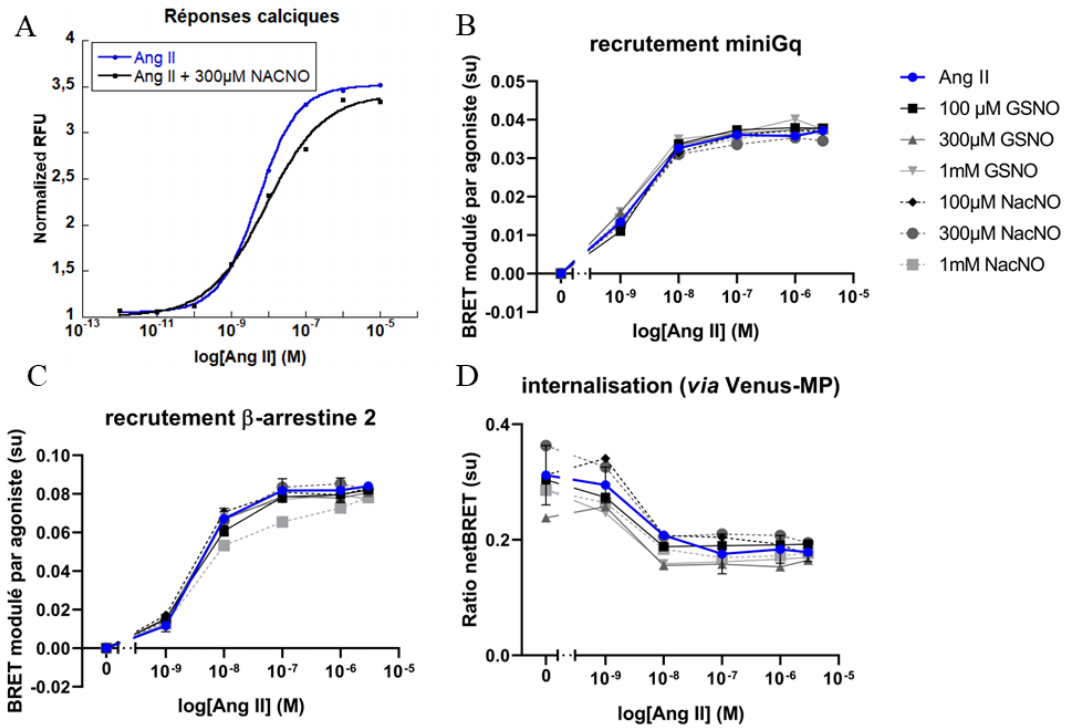 A
Réponses calciques
Normalized RFU
4
3,5
3
2,5
2
1,5
1
Ang II
Ang II + 300µM NACNO
10-13
10-11
10-9
10-7
10-5
log[Ang II] (M)
B
recrutement miniGq
BRET modulé par agoniste (su)
0.05
0.04
0.03
0.02
0.01
0.00
-0.01
0
10-9
10-8
10-7
10-6
10-5
log[Ang II] (M)
Ang II
100 µM GSNO
300µM GSNO
1mM GSNO
100µM NacNO
300µM NacNO
1mM NacNO
C
recrutement β-arrestine 2
BRET modulé par agoniste (su)
0.10
0.08
0.06
0.04
0.02
0.00
-0.02
0
10-9
10-8
10-7
10-6
10-5
log[Ang II] (M)
D
internalisation (via Venus-MP)
Ratio netBRET (su)
0.4
0.2
0.0
0
10-9
10-8
10-7
10-6
10-5
log[Ang II] (M)